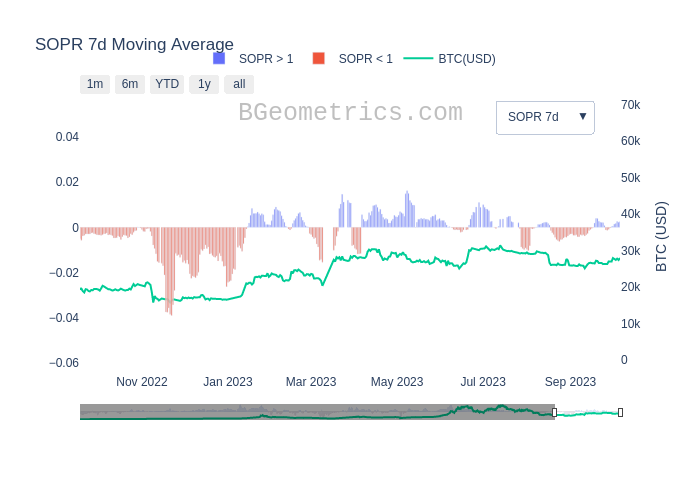 SOPR 7d Moving Average
SOPR > 1 SOPR < 1 BTC(USD)
1m 6m YTD 1y all
BGeometrics.com
SOPR 7d ▼
0.04
0.02
0
−0.02
−0.04
−0.06
70k
60k
50k
40k
30k
20k
10k
0
BTC (USD)
Nov 2022 Jan 2023 Mar 2023 May 2023 Jul 2023 Sep 2023